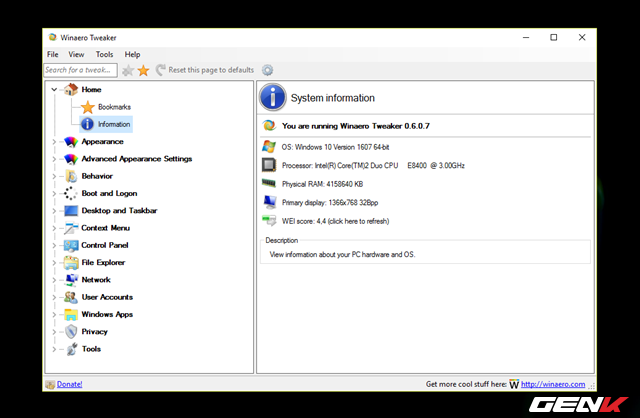 Winaero Tweaker
File View Tools Help
Search for a tweak... Reset this page to defaults
Home
Bookmarks
Information
Appearance
Advanced Appearance Settings
Behavior
Boot and Logon
Desktop and Taskbar
Context Menu
Control Panel
File Explorer
Network
User Accounts
Windows Apps
Privacy
Tools
System information
You are running Winaero Tweaker 0.6.0.7
OS: Windows 10 Version 1607 64-bit
Processor: Intel(R) Core(TM)2 Duo CPU E8400 @ 3.00GHz
Physical RAM: 4158640 KB
Primary display: 1366x768 32Bpp
WEI score: 4,4 (click here to refresh)
Description
View information about your PC hardware and OS.
Donate! Get more cool stuff here: W http://winaero.com
GENK